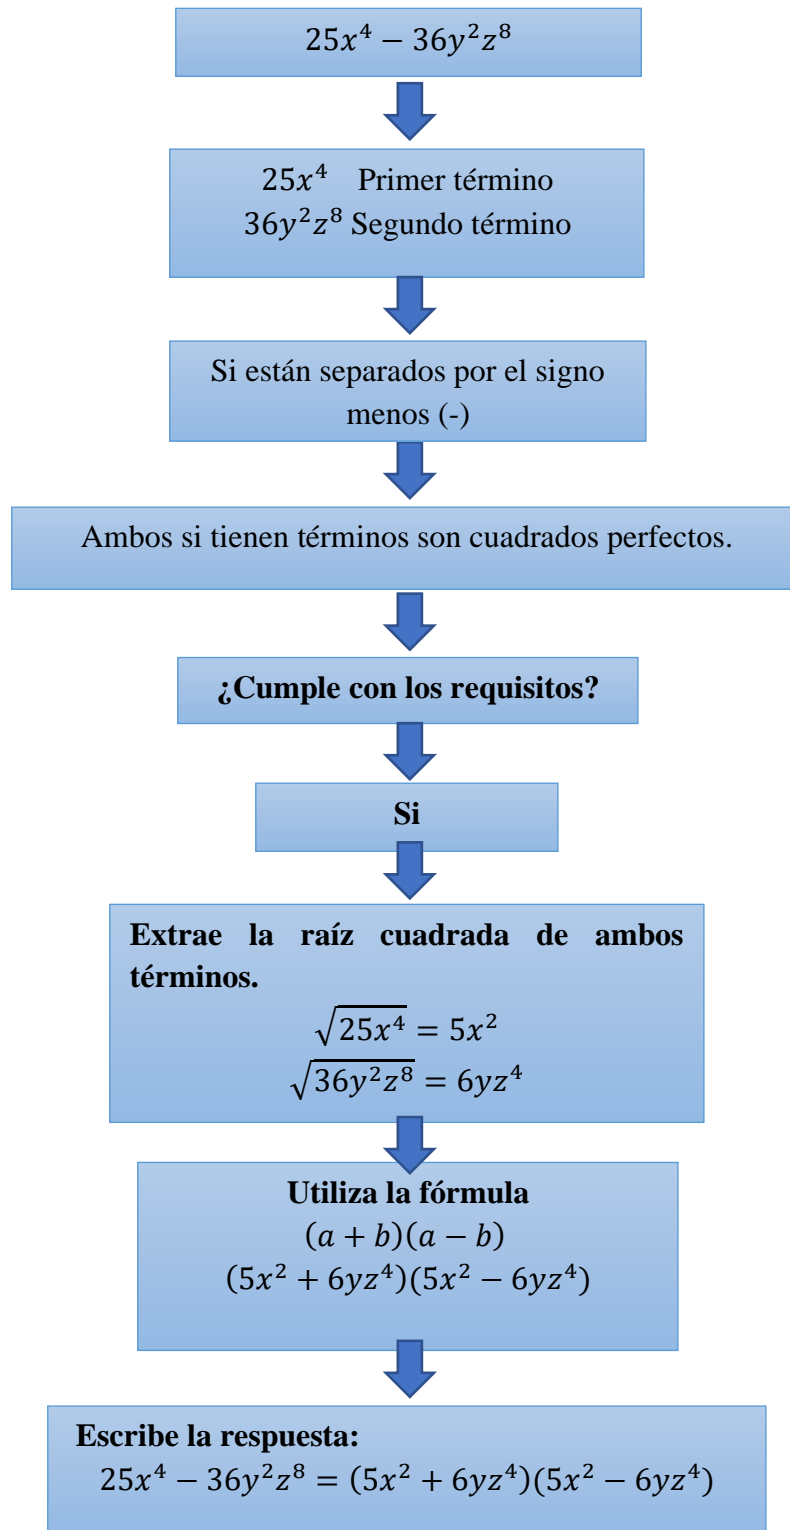 25x⁴ − 36y²z⁸
25x⁴ Primer término
36y²z⁸ Segundo término
Si están separados por el signo
menos (-)
Ambos si tienen términos son cuadrados perfectos.
¿Cumple con los requisitos?
Si
Extrae la raíz cuadrada de ambos
términos.
√25x⁴ = 5x²
√36y²z⁸ = 6yz⁴
Utiliza la fórmula
(a + b)(a − b)
(5x² + 6yz⁴)(5x² − 6yz⁴)
Escribe la respuesta:
25x⁴ − 36y²z⁸ = (5x² + 6yz⁴)(5x² − 6yz⁴)